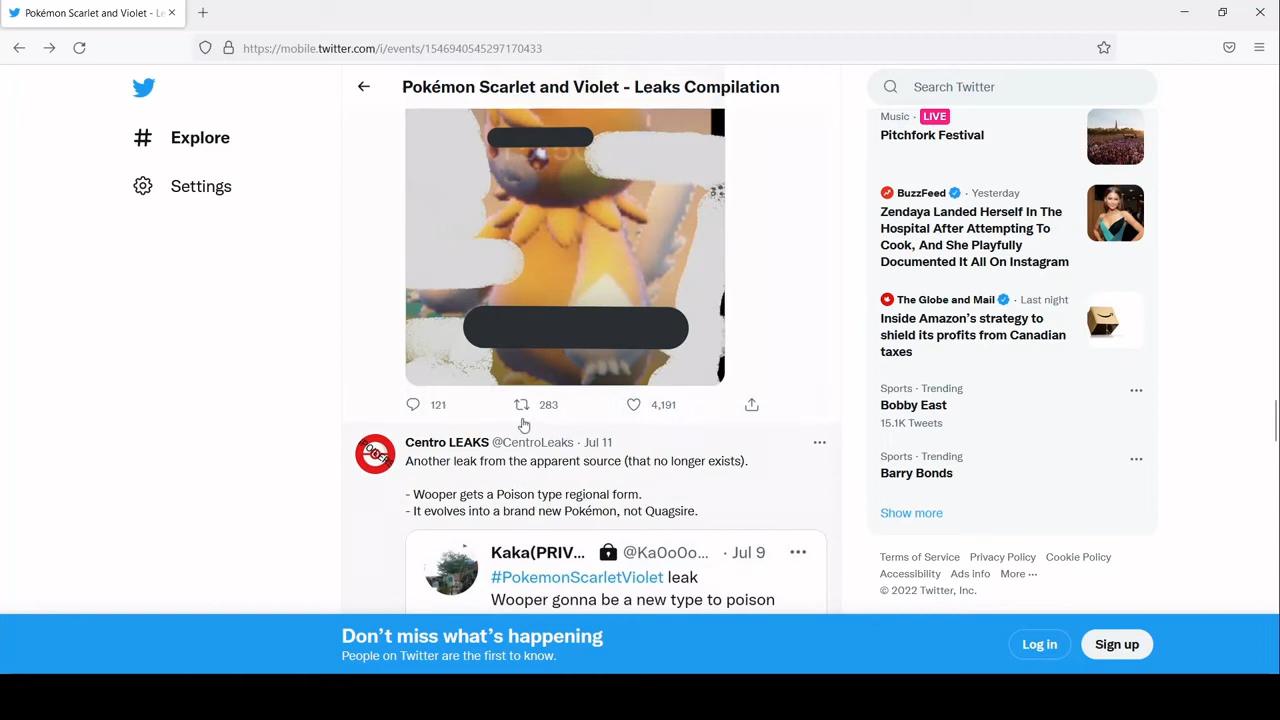 Pokémon Scarlet and Violet - Le
https://mobile.twitter.com/i/events/1546940545297170433
Explore
Settings
Pokémon Scarlet and Violet - Leaks Compilation
121
283
4,191
Centro LEAKS @CentroLeaks · Jul 11
Another leak from the apparent source (that no longer exists).
- Wooper gets a Poison type regional form.
- It evolves into a brand new Pokémon, not Quagsire.
Kaka(PRIV... @Ka0o0o... · Jul 9
#PokemonScarletViolet leak
Wooper gonna be a new type to poison
Search Twitter
Music · LIVE
Pitchfork Festival
BuzzFeed · Yesterday
Zendaya Landed Herself In The
Hospital After Attempting To
Cook, And She Playfully
Documented It All On Instagram
The Globe and Mail · Last night
Inside Amazon’s strategy to
shield its profits from Canadian
taxes
Sports · Trending
Bobby East
15.1K Tweets
Sports · Trending
Barry Bonds
Show more
Terms of Service Privacy Policy Cookie Policy
Accessibility Ads info More ···
© 2022 Twitter, Inc.
Don’t miss what’s happening
People on Twitter are the first to know.
Log in
Sign up